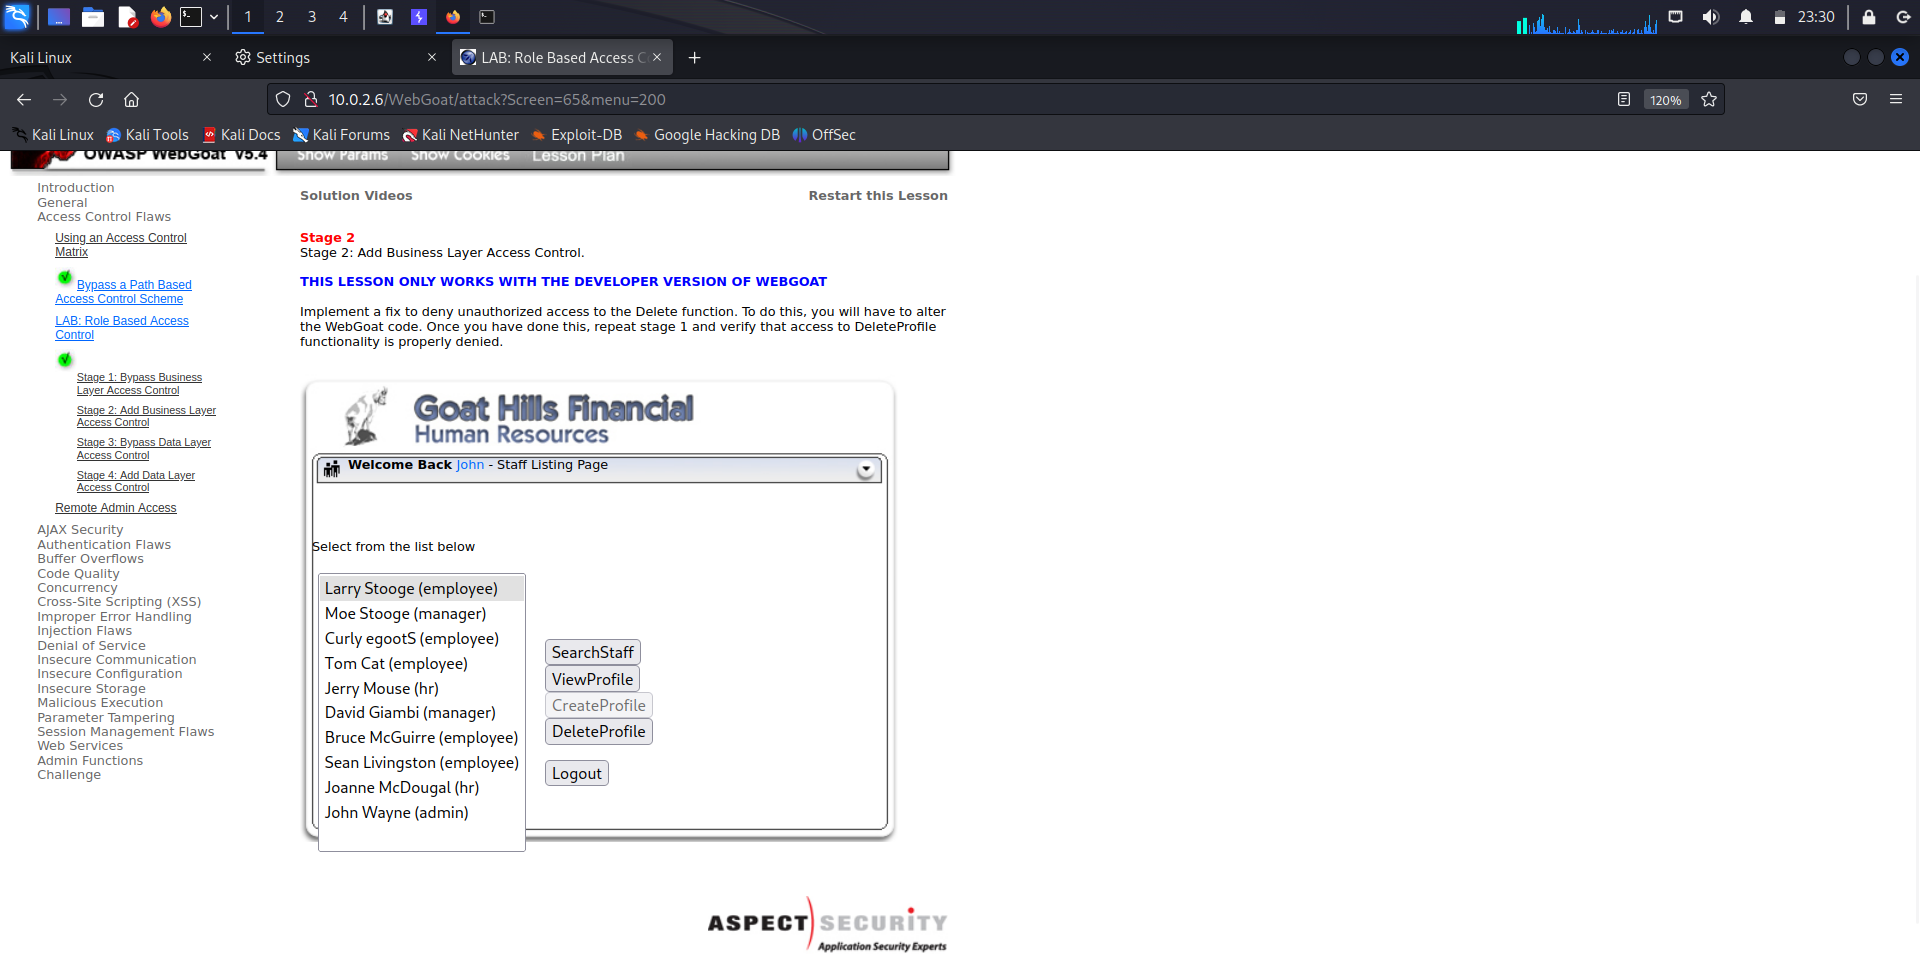 1 2 3 4
23:30
Kali Linux
Settings
LAB: Role Based Access C
10.0.2.6/WebGoat/attack?Screen=65&menu=200
120%
Kali Linux Kali Tools Kali Docs Kali Forums Kali NetHunter Exploit-DB Google Hacking DB OffSec
OWASP WebGoat V5.4
Show Params Show Cookies Lesson Plan
Introduction
General
Access Control Flaws
Using an Access Control
Matrix
Bypass a Path Based
Access Control Scheme
LAB: Role Based Access
Control
Stage 1: Bypass Business
Layer Access Control
Stage 2: Add Business Layer
Access Control
Stage 3: Bypass Data Layer
Access Control
Stage 4: Add Data Layer
Access Control
Remote Admin Access
AJAX Security
Authentication Flaws
Buffer Overflows
Code Quality
Concurrency
Cross-Site Scripting (XSS)
Improper Error Handling
Injection Flaws
Denial of Service
Insecure Communication
Insecure Configuration
Insecure Storage
Malicious Execution
Parameter Tampering
Session Management Flaws
Web Services
Admin Functions
Challenge
Solution Videos
Restart this Lesson
Stage 2
Stage 2: Add Business Layer Access Control.
THIS LESSON ONLY WORKS WITH THE DEVELOPER VERSION OF WEBGOAT
Implement a fix to deny unauthorized access to the Delete function. To do this, you will have to alter
the WebGoat code. Once you have done this, repeat stage 1 and verify that access to DeleteProfile
functionality is properly denied.
Goat Hills Financial
Human Resources
Welcome Back John - Staff Listing Page
Select from the list below
Larry Stooge (employee)
Moe Stooge (manager)
Curly egootS (employee)
Tom Cat (employee)
Jerry Mouse (hr)
David Giambi (manager)
Bruce McGuirre (employee)
Sean Livingston (employee)
Joanne McDougal (hr)
John Wayne (admin)
SearchStaff
ViewProfile
CreateProfile
DeleteProfile
Logout
ASPECT SECURITY
Application Security Experts